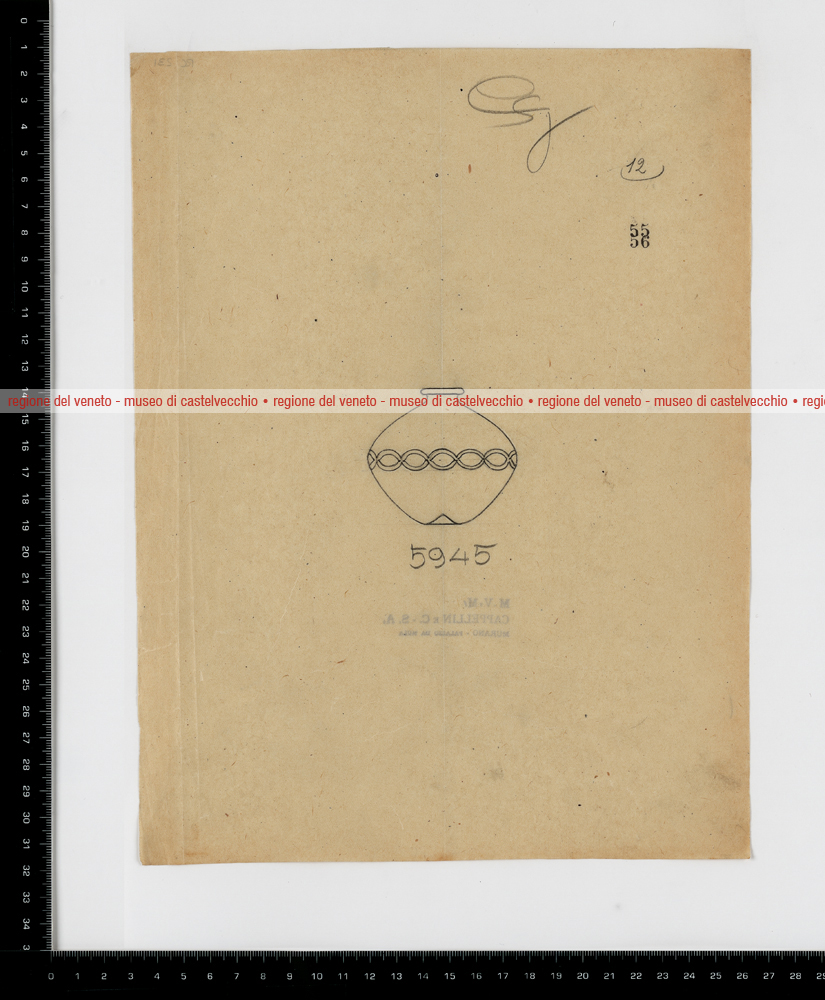 12
55
56
regione del veneto - museo di castelvecchio • regione del veneto - museo di castelvecchio • regione del veneto - museo di castelvecchio • regi
5945
M.V.M.
CAPPELLIN & C. - S. A.
0 1 2 3 4 5 6 7 8 9 10 11 12 13 14 15 16 17 18 19 20 21 22 23 24 25 26 27 28 29 30 31 32 33 34 3
0 1 2 3 4 5 6 7 8 9 10 11 12 13 14 15 16 17 18 19 20 21 22 23 24 25 26 27 28 29